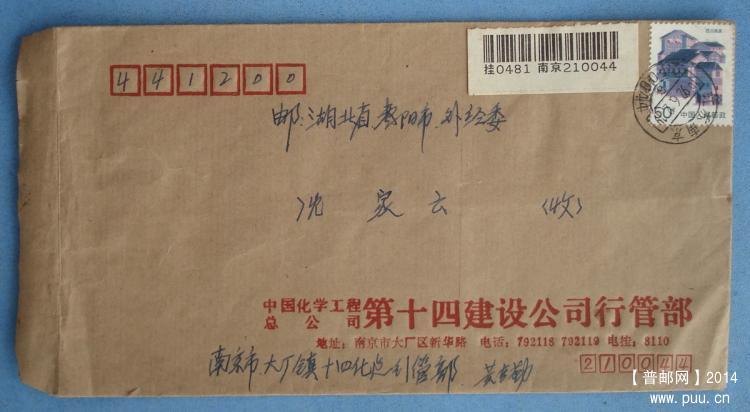 441200
挂0481 南京210044
50分 中国人民邮政
邮:湖北省枣阳市外经委
沈家云 (收)
中国化学工程总公司 第十四建设公司行管部
地址:南京市大厂区新华路 电话:792118 792119 电挂:8110
210044
南京市大厂镇十四化建行管部
【普邮网】2014
www.puu.cn